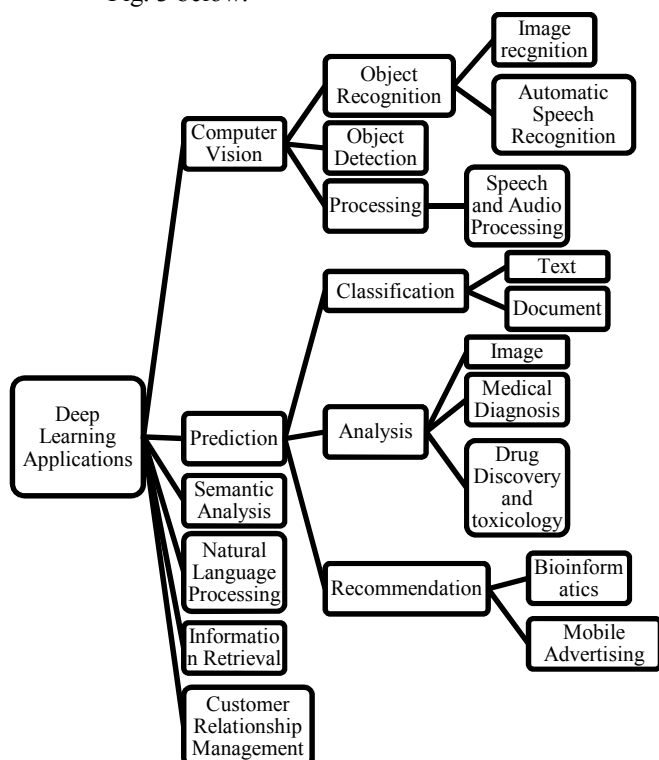 Fig. 3 below.
Image
recgnition
Object
Recognition
Automatic
Speech
Recognition
Computer
Vision
Object
Detection
Processing
Speech
and Audio
Processing
Classification
Text
Document
Deep
Learning
Applications
Prediction
Analysis
Image
Medical
Diagnosis
Drug
Discovery
and
toxicology
Recommendation
Bioinform
atics
Mobile
Advertising
Semantic
Analysis
Natural
Language
Processing
Informatio
n Retrieval
Customer
Relationship
Management